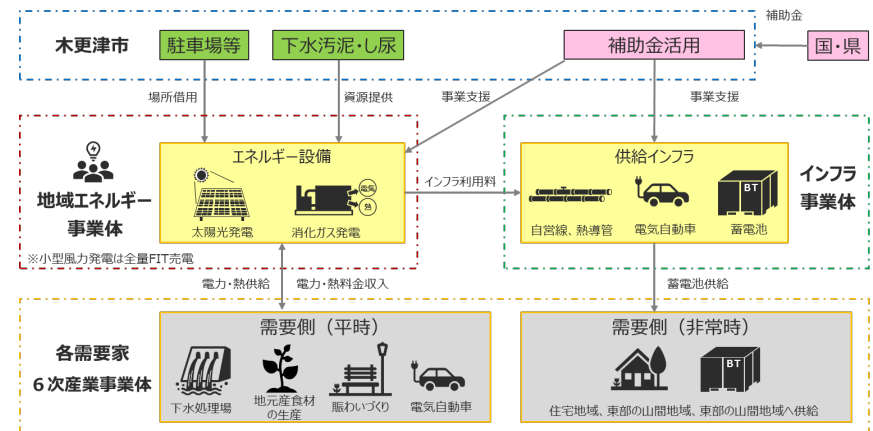 補助金
木更津市
駐車場等
下水汚泥・し尿
補助金活用
国・県
場所借用
資源提供
事業支援
事業支援
地域エネルギー
事業体
エネルギー設備
電気
熱
太陽光発電
消化ガス発電
※小型風力発電は全量FIT売電
インフラ利用料
供給インフラ
BT
自営線、熱導管
電気自動車
蓄電池
インフラ
事業体
電力・熱供給
電力・熱料金収入
蓄電池供給
各需要家
６次産業事業体
需要側（平時）
下水処理場
地元産食材
の生産
賑わいづくり
電気自動車
需要側（非常時）
BT
住宅地域、東部の山間地域、東部の山間地域へ供給